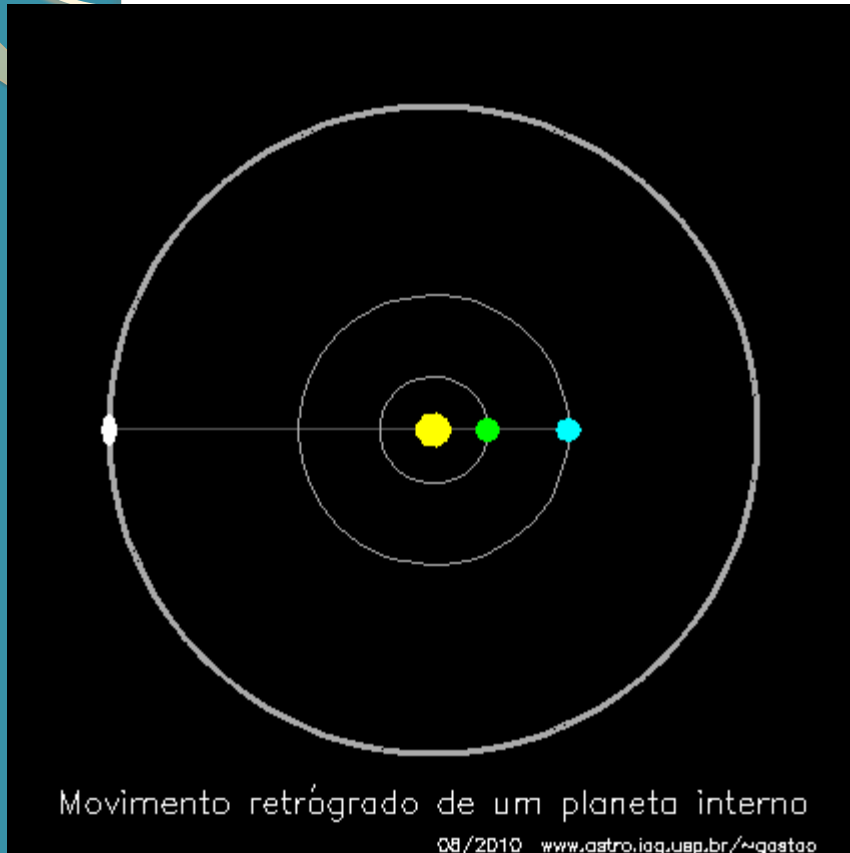 Movimento retrógrado de um planeta interno
08/2010 www.astro.iag.usp.br/~gastao